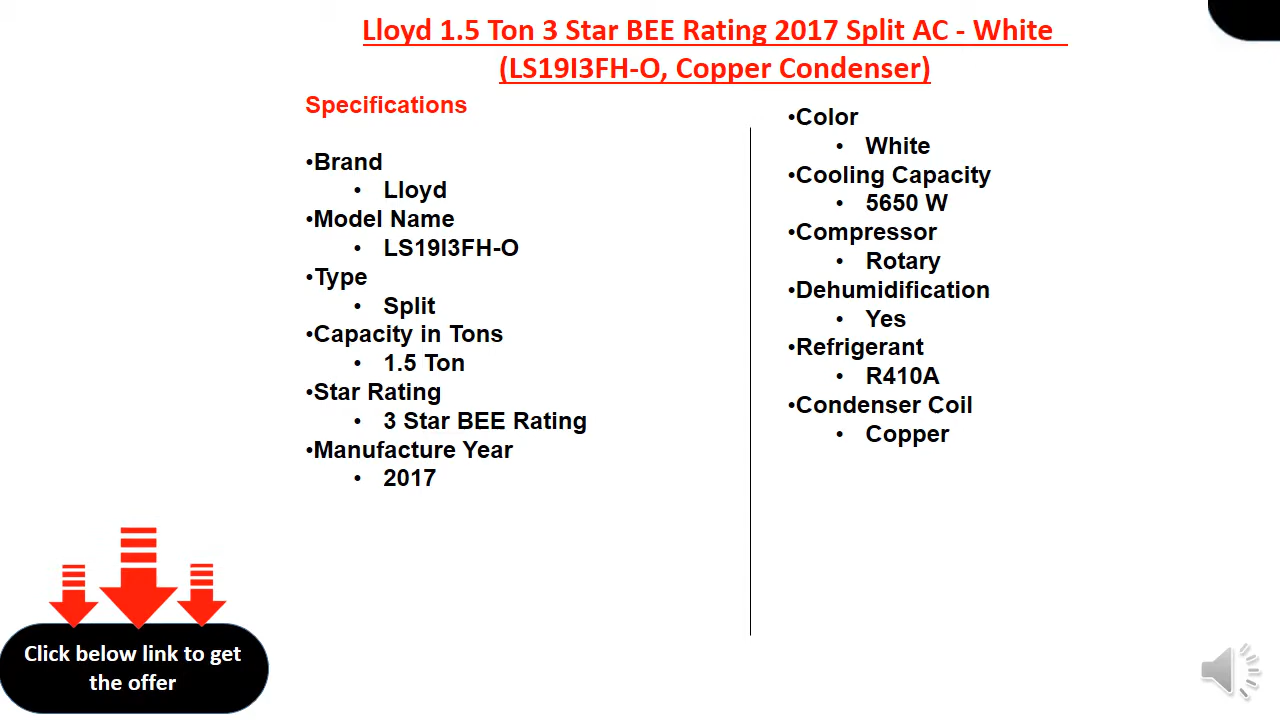 Lloyd 1.5 Ton 3 Star BEE Rating 2017 Split AC - White
(LS19I3FH-O, Copper Condenser)
Specifications
•Brand
• Lloyd
•Model Name
• LS19I3FH-O
•Type
• Split
•Capacity in Tons
• 1.5 Ton
•Star Rating
• 3 Star BEE Rating
•Manufacture Year
• 2017
•Color
• White
•Cooling Capacity
• 5650 W
•Compressor
• Rotary
•Dehumidification
• Yes
•Refrigerant
• R410A
•Condenser Coil
• Copper
Click below link to get
the offer